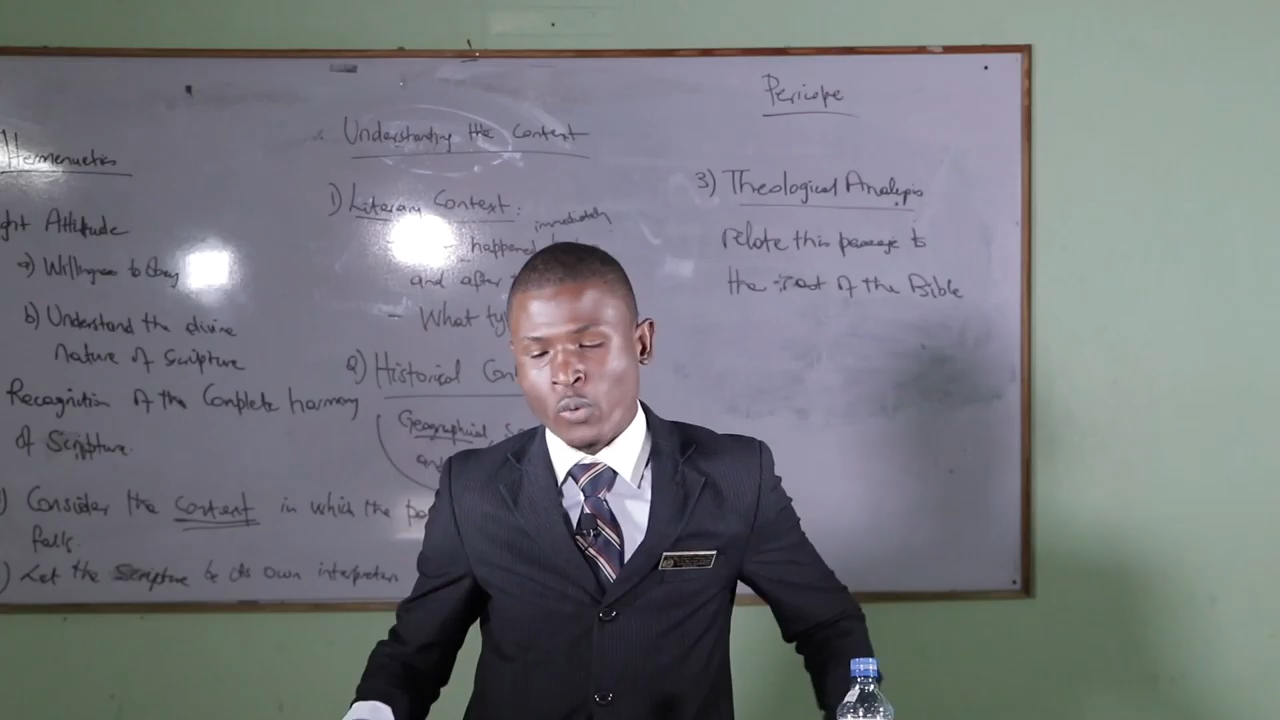 Hermenuetics
ght Attitude
a) Willingness to obey
b) Understand the divine
nature of scripture
Recognition of the Complete harmony
of Scripture.
) Consider the Context in which the pa
falls.
) Let the Scripture be its own interpreter
Understanding the Context
1) Literary Context:
immediately
happened
and after
- What ty
2) Historical Con
Geographical, S
and
Pericope
3) Theological Analysis
relate this passage to
the rest of the Bible